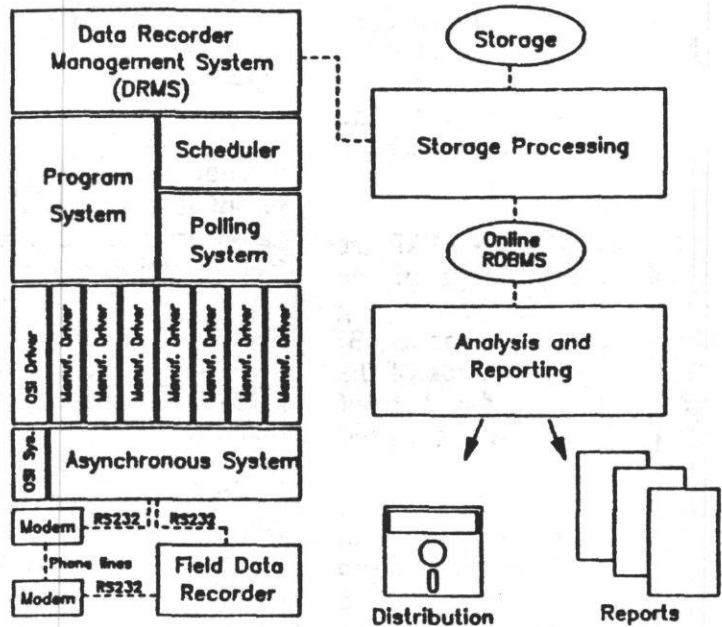 Data Recorder
Management System
(DRMS)
Program
System
Scheduler
Polling
System
OSI Driver
Manuf. Driver
Manuf. Driver
Manuf. Driver
Manuf. Driver
Manuf. Driver
Manuf. Driver
Manuf. Driver
OSI Sys.
Asynchronous System
Modem
RS232
RS232
Phone lines
Modem
RS232
Field Data
Recorder
Storage
Storage Processing
Online
RDBMS
Analysis and
Reporting
Distribution
Reports